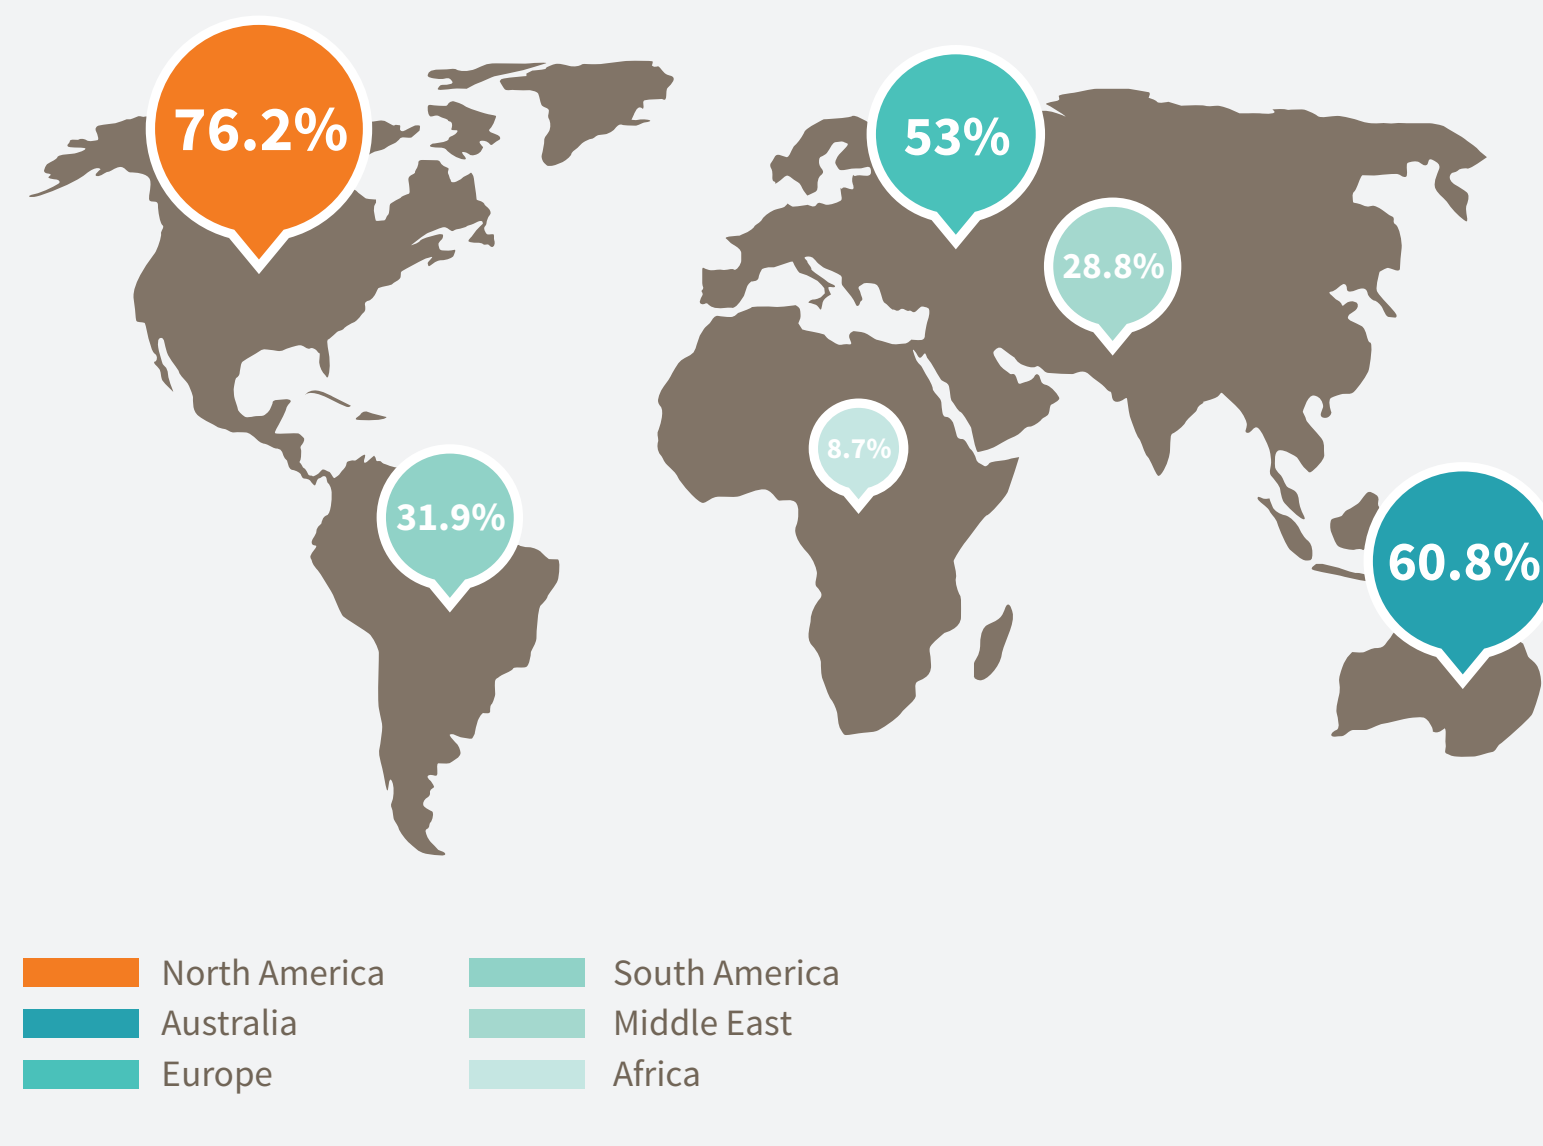 76.2%
53%
28.8%
8.7%
31.9%
60.8%
North America
Australia
Europe
South America
Middle East
Africa